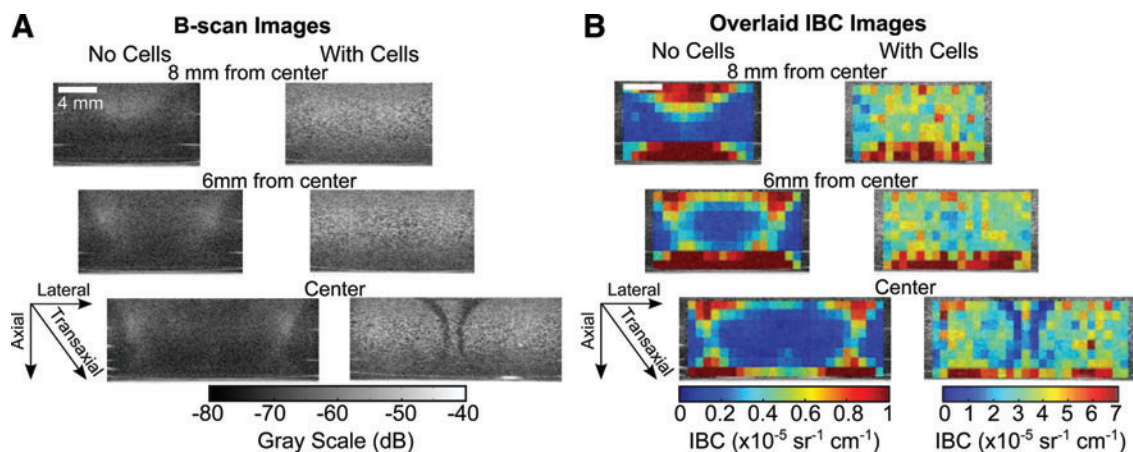 A
B-scan Images
No Cells With Cells
8 mm from center
4 mm
6mm from center
Center
Lateral
Axial
Transaxial
-80 -70 -60 -50 -40
Gray Scale (dB)
B
Overlaid IBC Images
No Cells With Cells
8 mm from center
6mm from center
Center
Lateral
Axial
Transaxial
0 0.2 0.4 0.6 0.8 1
IBC (x10⁻⁵ sr⁻¹ cm⁻¹)
0 1 2 3 4 5 6 7
IBC (x10⁻⁵ sr⁻¹ cm⁻¹)